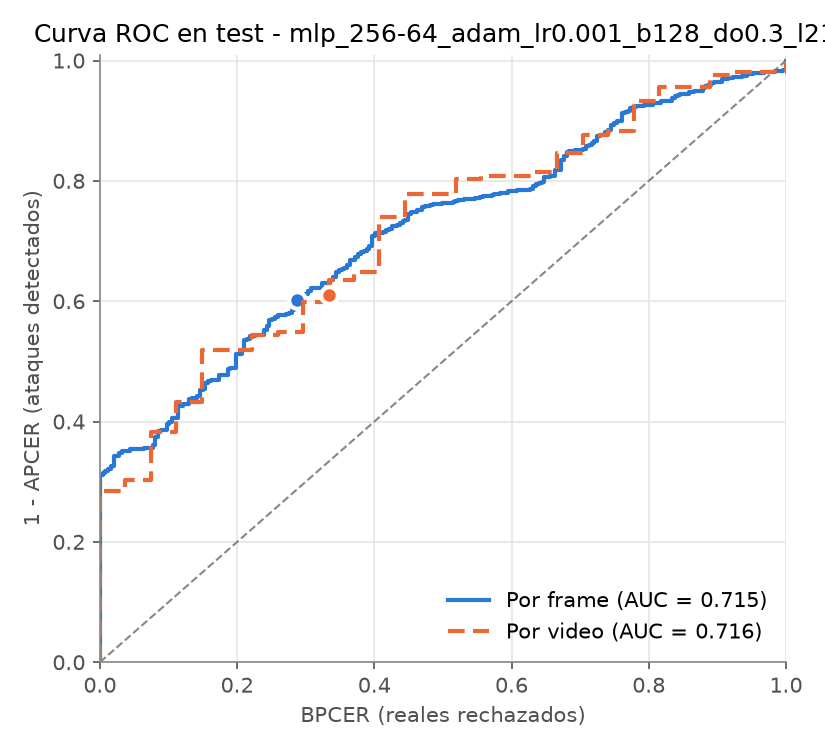 Curva ROC en test - mlp_256-64_adam_lr0.001_b128_do0.3_l21
1.0
0.8
0.6
0.4
0.2
0.0
1 - APCER (ataques detectados)
Por frame (AUC = 0.715)
Por video (AUC = 0.716)
0.0 0.2 0.4 0.6 0.8 1.0
BPCER (reales rechazados)